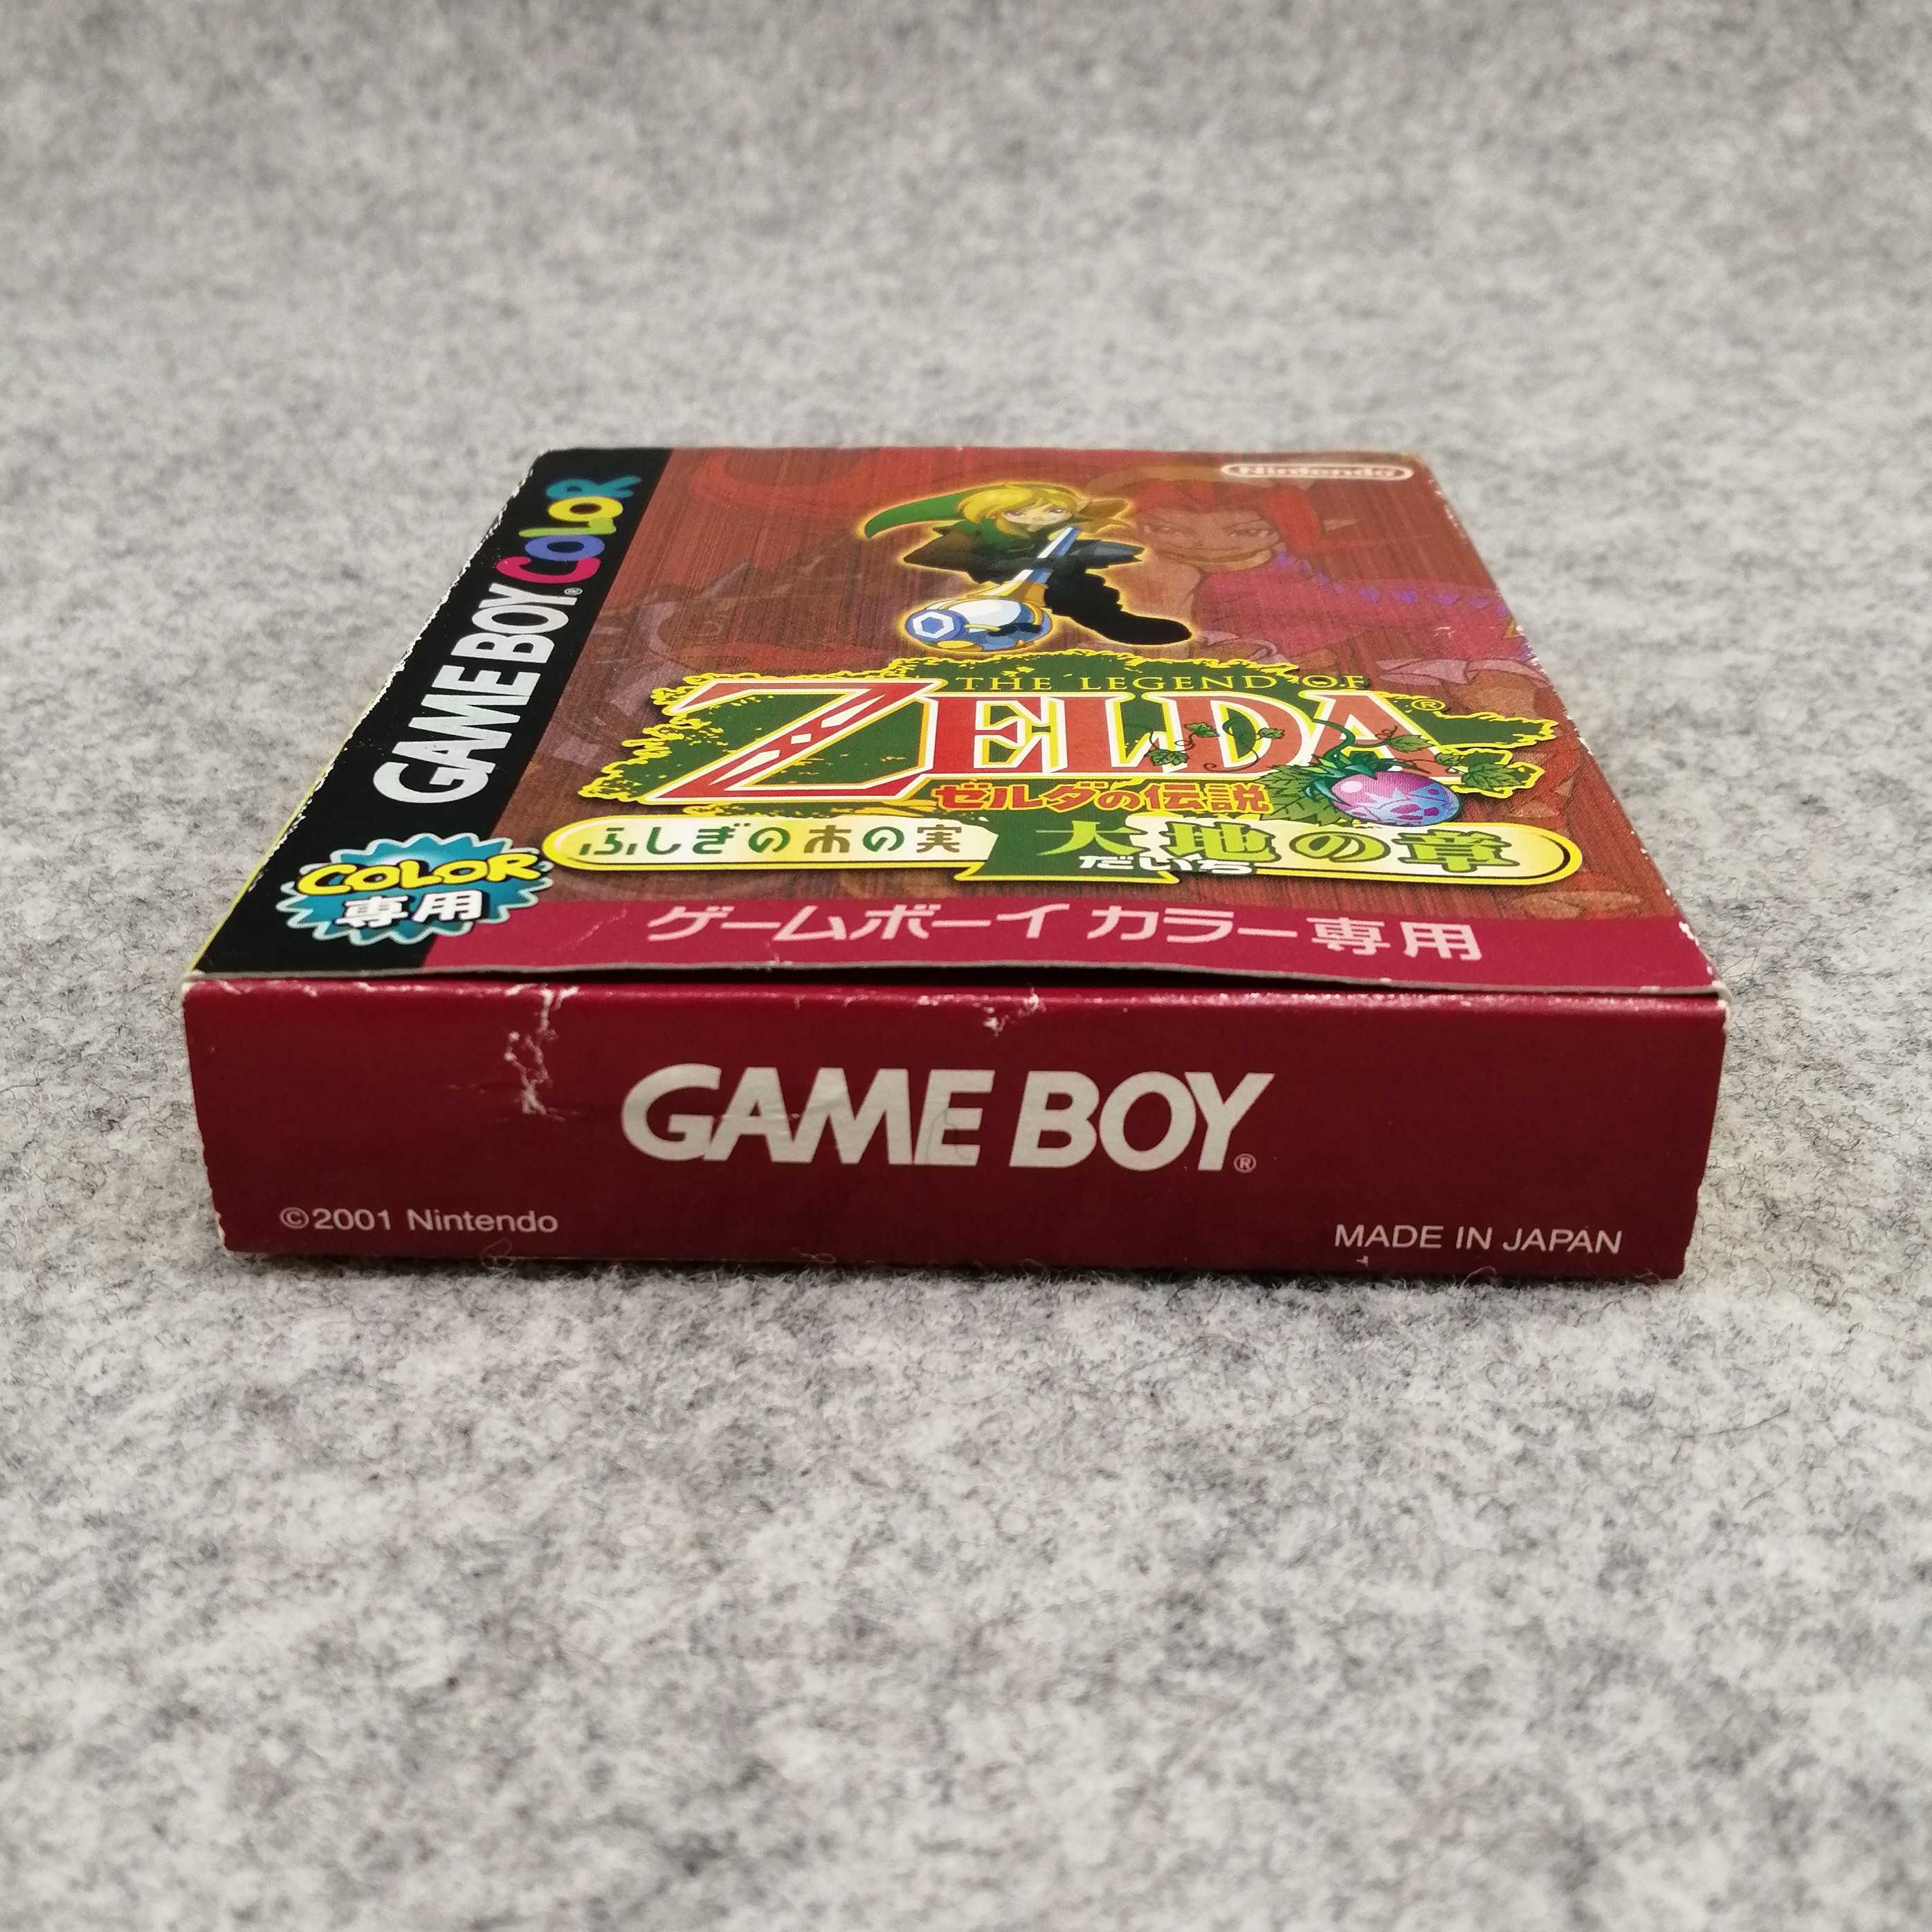 Nintendo
GAME BOY COLOR
THE LEGEND OF
ZELDA®
ゼルダの伝説
ふしぎの木の実 大地の章
だいち
COLOR
専用
ゲームボーイ カラー専用
GAME BOY®
©2001 Nintendo
MADE IN JAPAN